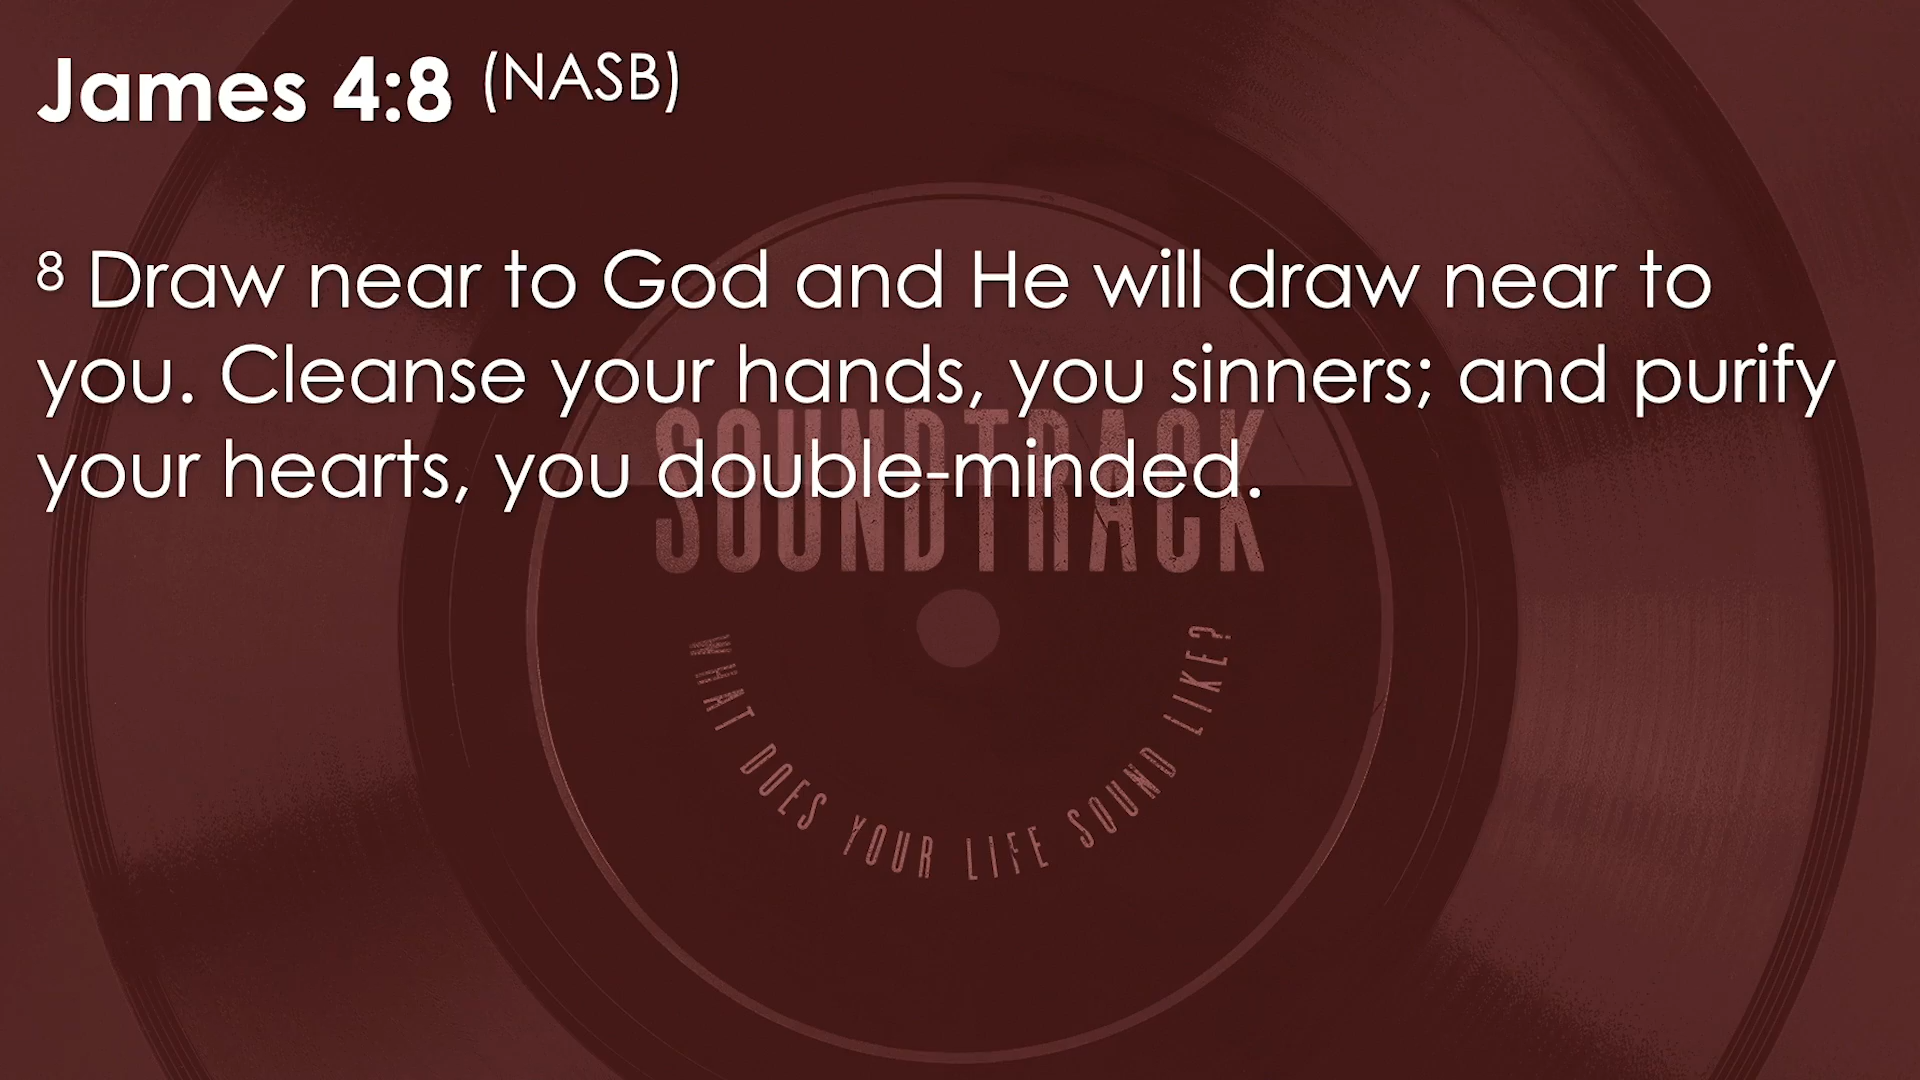 James 4:8 (NASB)
8 Draw near to God and He will draw near to
you. Cleanse your hands, you sinners; and purify
your hearts, you double-minded.
SOUNDTRACK
WHAT DOES YOUR LIFE SOUND LIKE?